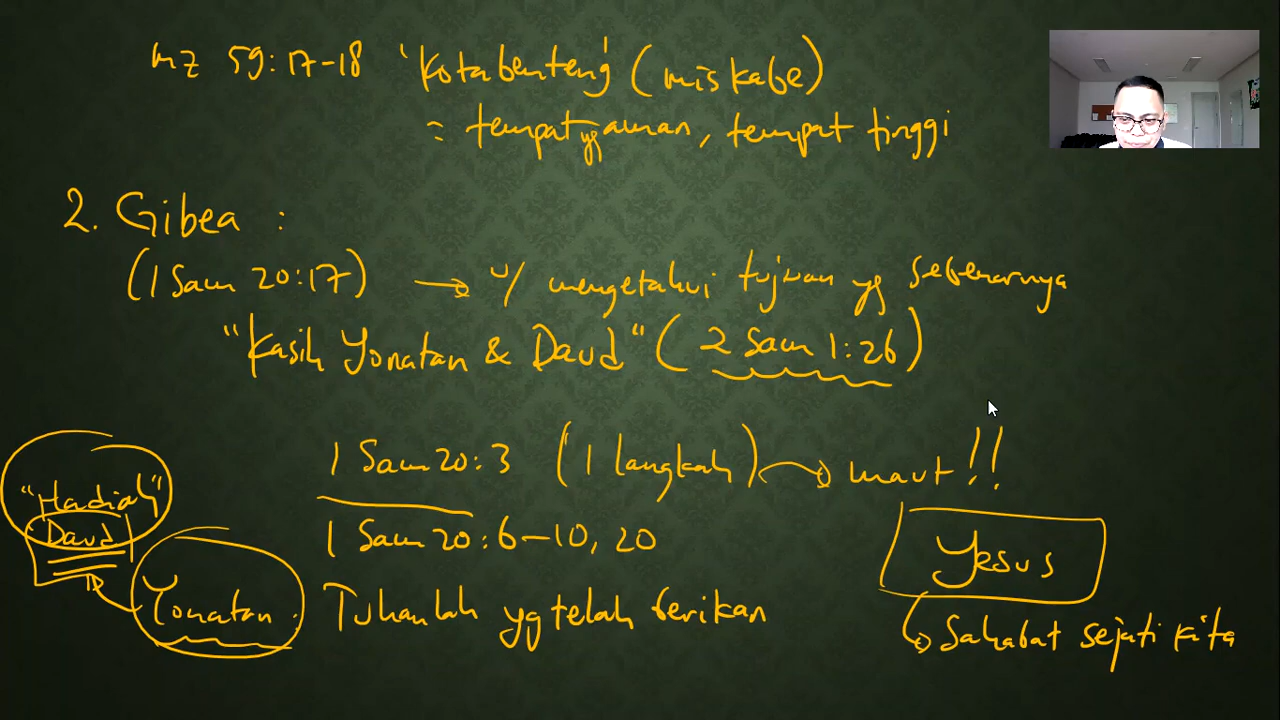 Mz 59:17-18 'Kota benteng' (miskabe)
= tempat yg aman, tempat tinggi
2. Gibea :
(1 Sam 20:17) → u/ mengetahui tujuan yg sebenarnya
"Kasih Yonatan & Daud" (2 Sam 1:26)
1 Sam 20:3 (1 langkah) → maut !!
1 Sam 20:6-10, 20
"Hadiah"
Daud
Yonatan : Tuhanlah yg telah berikan
Yesus
→ Sahabat sejati kita